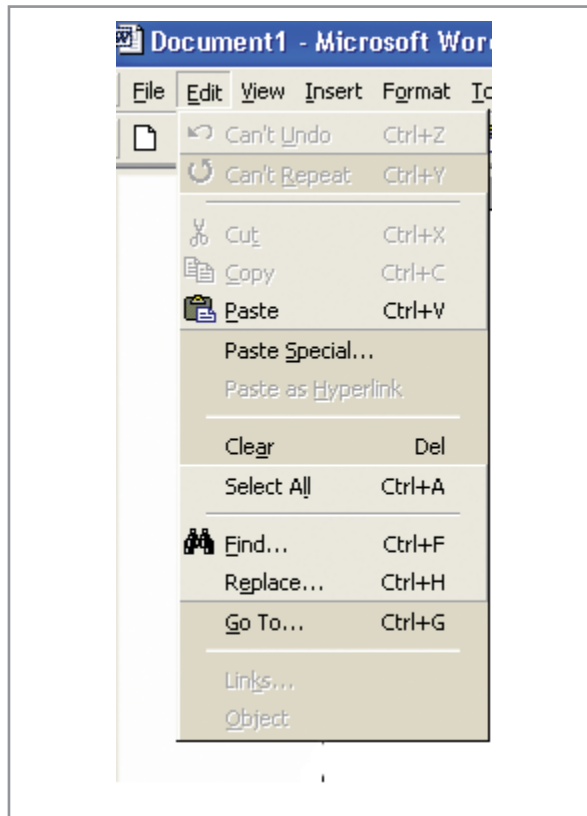 Document1 - Microsoft Wor
File Edit View Insert Format To
Can't Undo Ctrl+Z
Can't Repeat Ctrl+Y
Cut Ctrl+X
Copy Ctrl+C
Paste Ctrl+V
Paste Special...
Paste as Hyperlink
Clear Del
Select All Ctrl+A
Find... Ctrl+F
Replace... Ctrl+H
Go To... Ctrl+G
Links...
Object